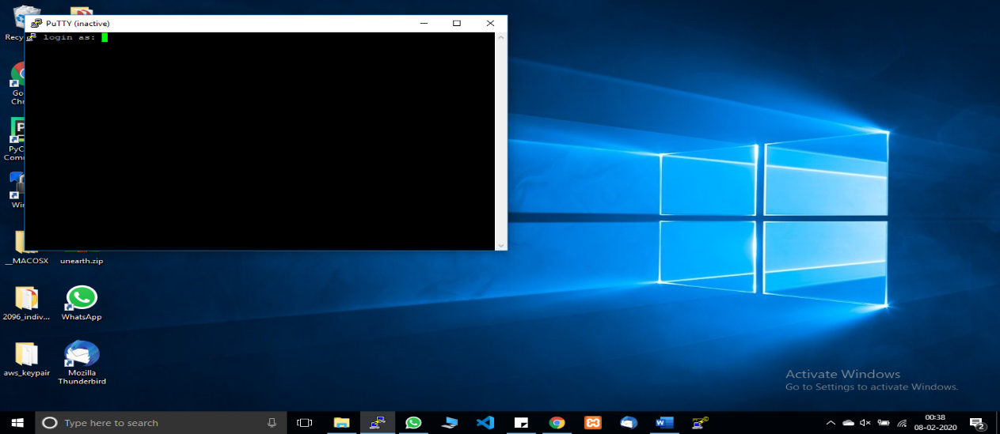 PuTTY (inactive)
login as:
Recy
Go
Chr
PyC
Com
Win
__MACOSX
unearth.zip
2096_indiv...
WhatsApp
aws_keypair
Mozilla
Thunderbird
Activate Windows
Go to Settings to activate Windows.
Type here to search
00:38
08-02-2020
2